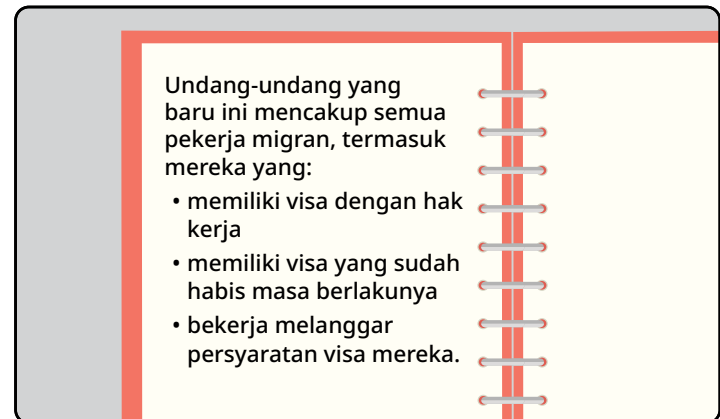 Undang-undang yang
baru ini mencakup semua
pekerja migran, termasuk
mereka yang:
• memiliki visa dengan hak
kerja
• memiliki visa yang sudah
habis masa berlakunya
• bekerja melanggar
persyaratan visa mereka.